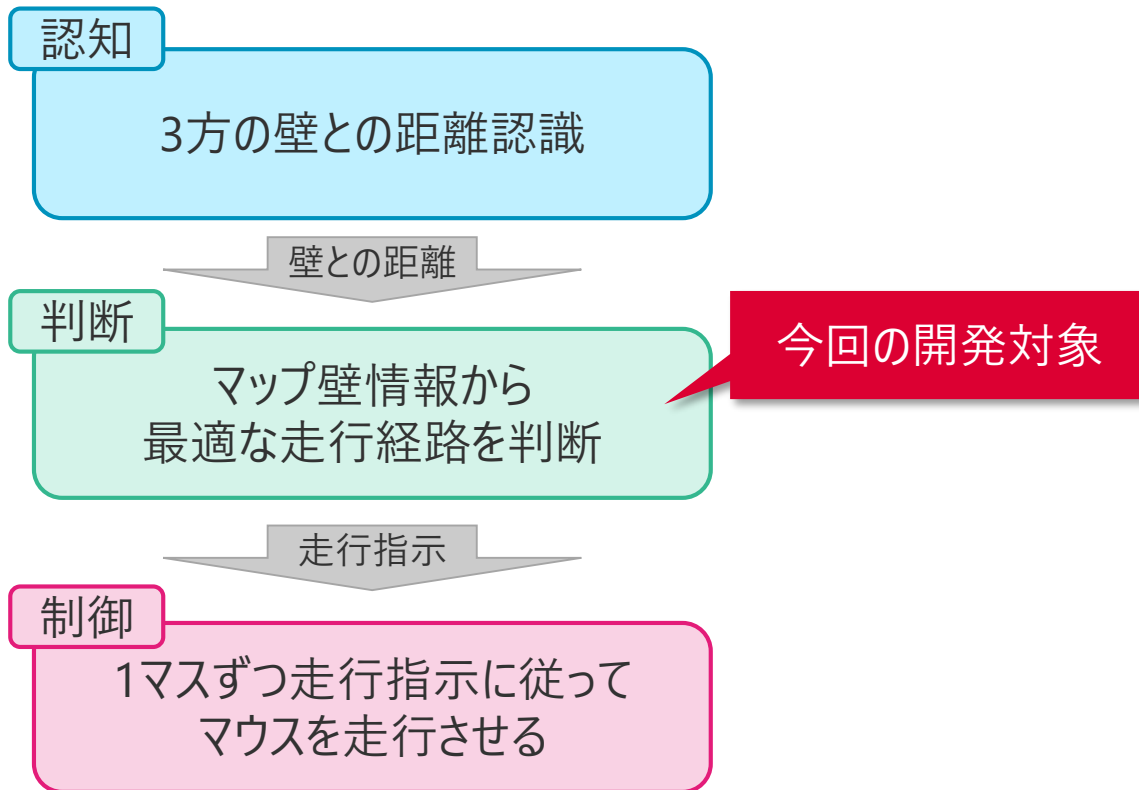 認知
3方の壁との距離認識
壁との距離
判断
マップ壁情報から
最適な走行経路を判断
今回の開発対象
走行指示
制御
1マスずつ走行指示に従って
マウスを走行させる